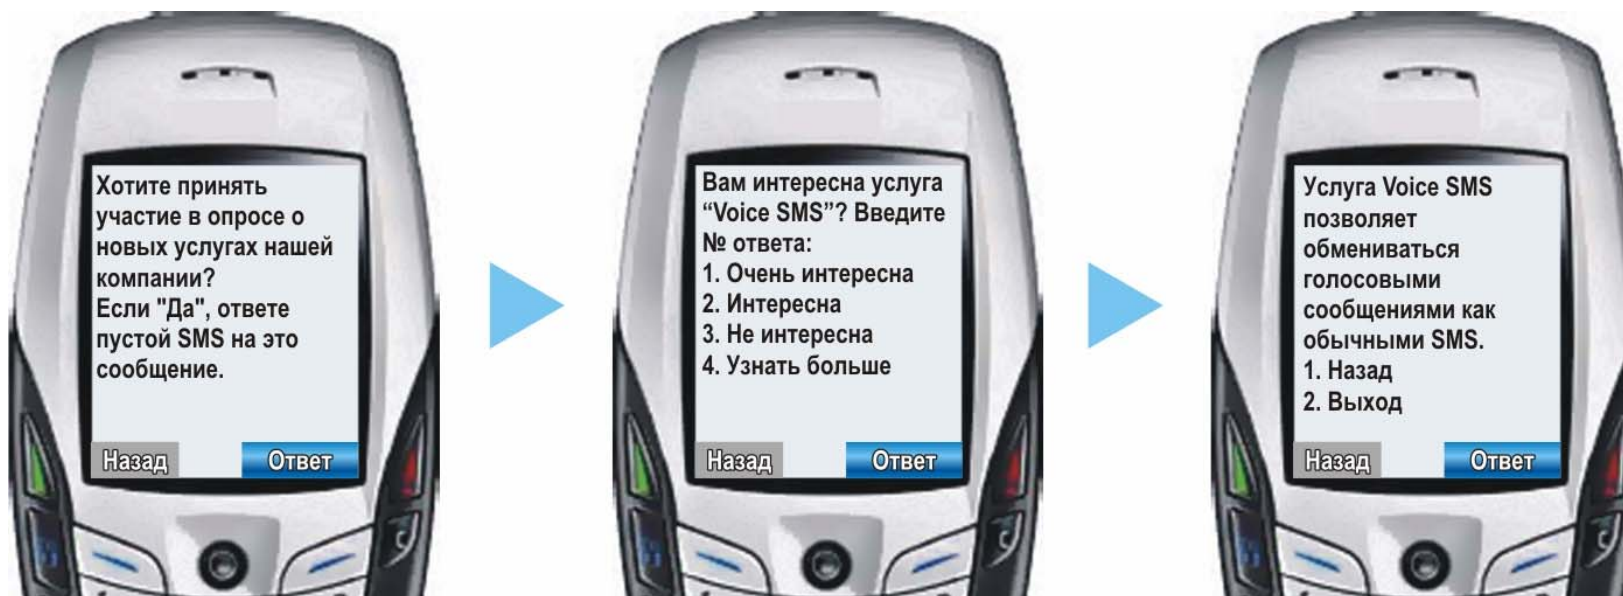 Хотите принять
участие в опросе о
новых услугах нашей
компании?
Если "Да", ответе
пустой SMS на это
сообщение.
Назад
Ответ
Вам интересна услуга
“Voice SMS”? Введите
№ ответа:
1. Очень интересна
2. Интересна
3. Не интересна
4. Узнать больше
Назад
Ответ
Услуга Voice SMS
позволяет
обмениваться
голосовыми
сообщениями как
обычными SMS.
1. Назад
2. Выход
Назад
Ответ